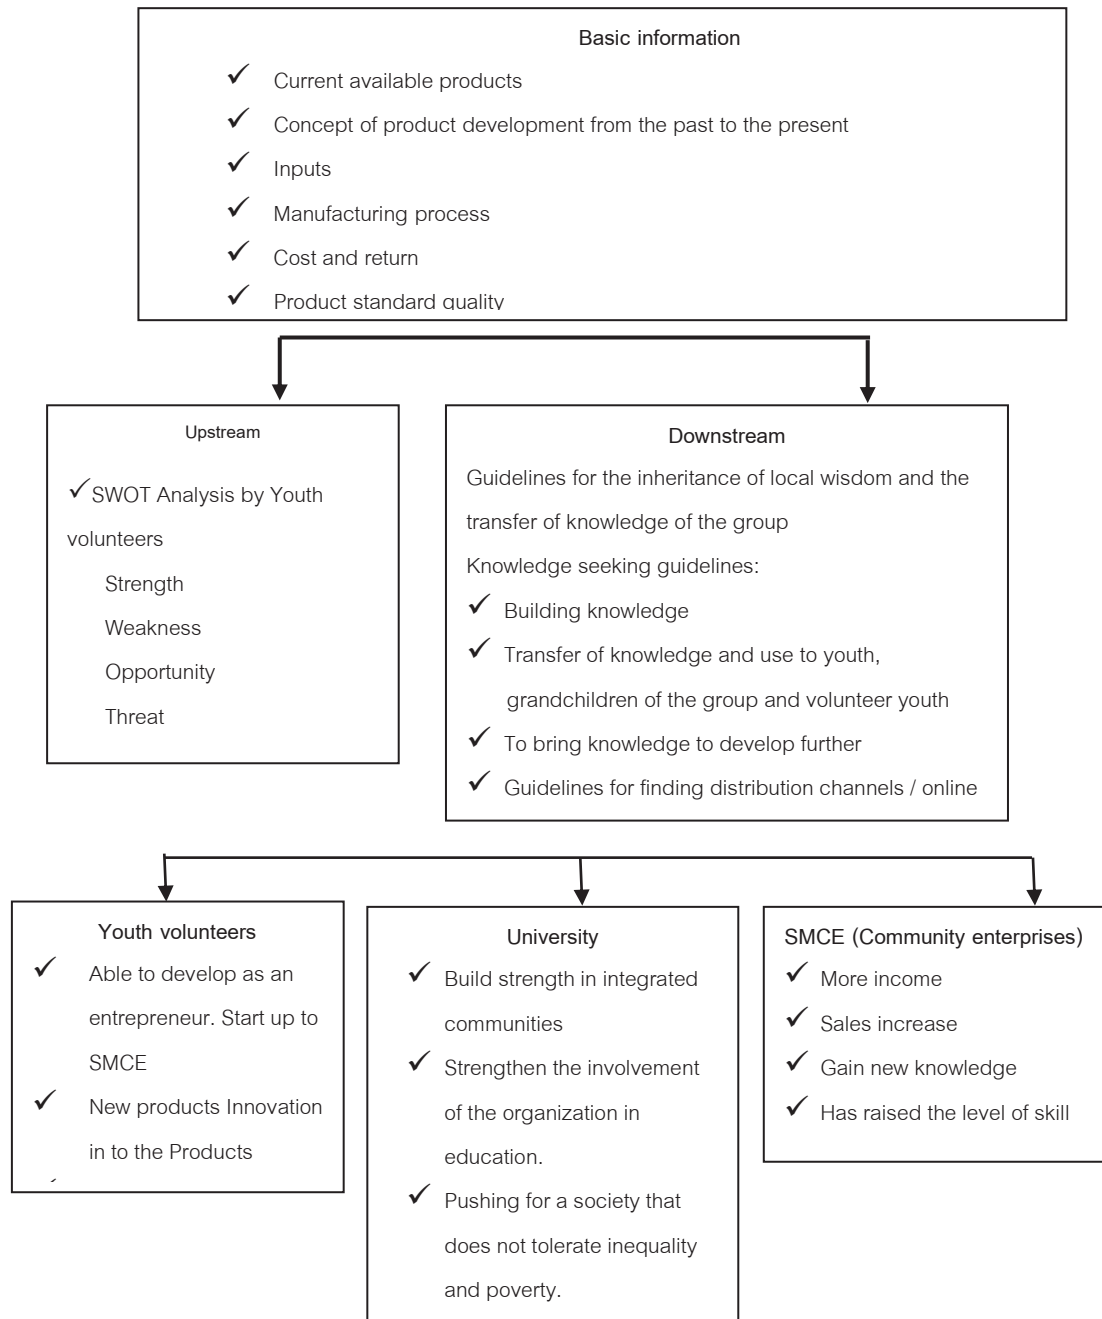 Basic information
✓ Current available products
✓ Concept of product development from the past to the present
✓ Inputs
✓ Manufacturing process
✓ Cost and return
✓ Product standard quality
Upstream
✓SWOT Analysis by Youth
volunteers
Strength
Weakness
Opportunity
Threat
Downstream
Guidelines for the inheritance of local wisdom and the
transfer of knowledge of the group
Knowledge seeking guidelines:
✓ Building knowledge
✓ Transfer of knowledge and use to youth,
grandchildren of the group and volunteer youth
✓ To bring knowledge to develop further
✓ Guidelines for finding distribution channels / online
Youth volunteers
✓ Able to develop as an
entrepreneur. Start up to
SMCE
✓ New products Innovation
in to the Products
University
✓ Build strength in integrated
communities
✓ Strengthen the involvement
of the organization in
education.
✓ Pushing for a society that
does not tolerate inequality
and poverty.
SMCE (Community enterprises)
✓ More income
✓ Sales increase
✓ Gain new knowledge
✓ Has raised the level of skill